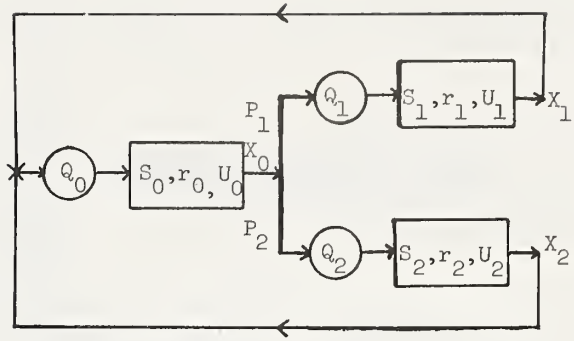 Q₁
S₁,r₁,U₁
X₁
P₁
X₀
Q₀
S₀,r₀,U₀
P₂
Q₂
S₂,r₂,U₂
X₂